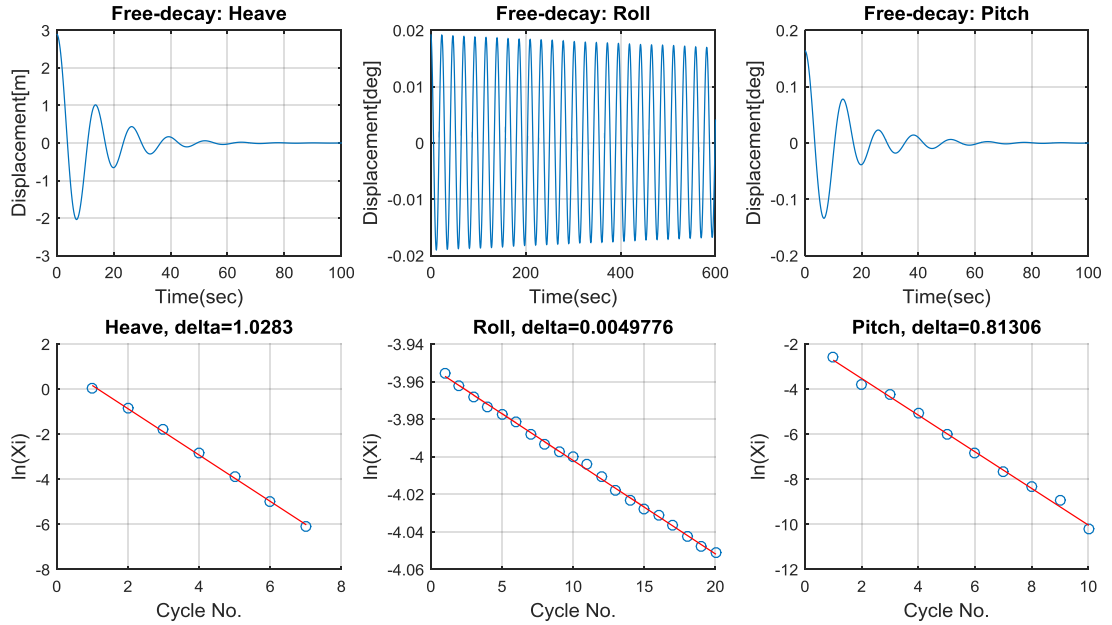 Free-decay: Heave
Displacement[m]
3
2
1
0
-1
-2
-3
0 20 40 60 80 100
Time(sec)
Free-decay: Roll
Displacement[deg]
0.02
0.01
0
-0.01
-0.02
0 200 400 600
Time(sec)
Free-decay: Pitch
Displacement[deg]
0.2
0.1
0
-0.1
-0.2
0 20 40 60 80 100
Time(sec)
Heave, delta=1.0283
ln(Xi)
2
0
-2
-4
-6
-8
0 2 4 6 8
Cycle No.
Roll, delta=0.0049776
ln(Xi)
-3.94
-3.96
-3.98
-4
-4.02
-4.04
-4.06
0 5 10 15 20
Cycle No.
Pitch, delta=0.81306
ln(Xi)
-2
-4
-6
-8
-10
-12
0 2 4 6 8 10
Cycle No.